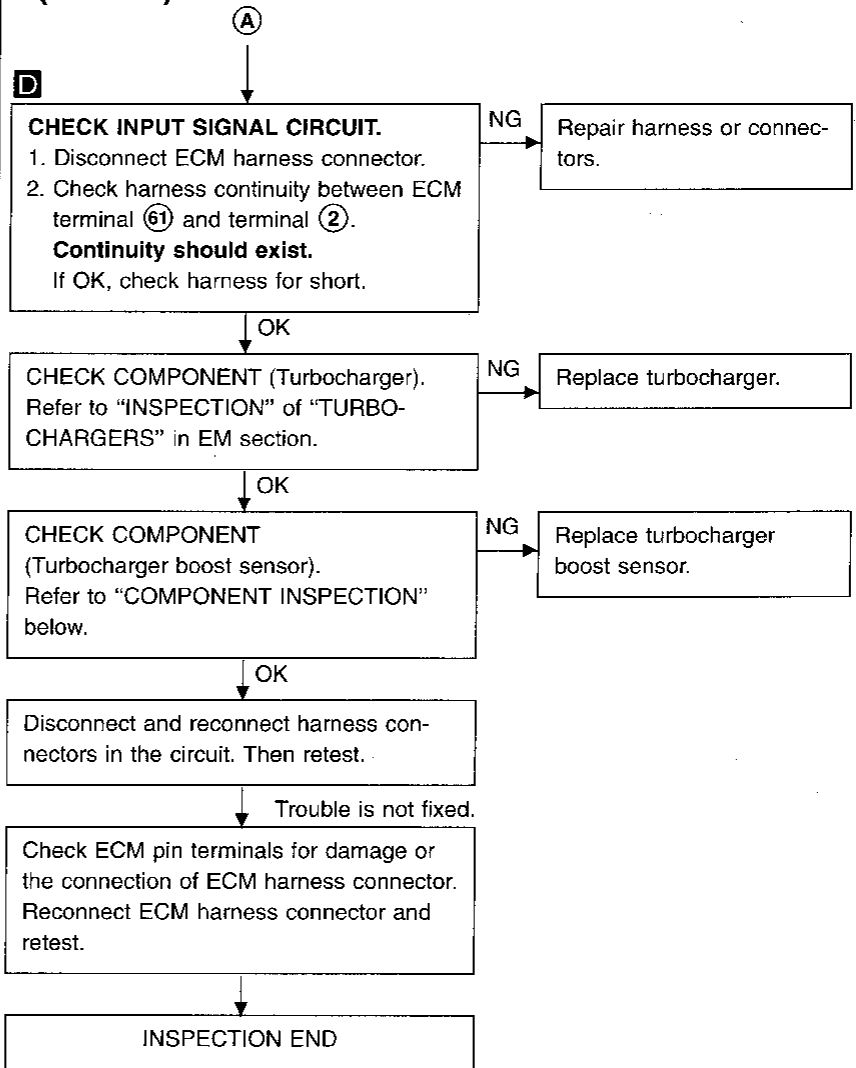 A
D
CHECK INPUT SIGNAL CIRCUIT.
1. Disconnect ECM harness connector.
2. Check harness continuity between ECM
terminal 61 and terminal 2.
Continuity should exist.
If OK, check harness for short.
NG
Repair harness or connec-
tors.
OK
CHECK COMPONENT (Turbocharger).
Refer to “INSPECTION” of “TURBO-
CHARGERS” in EM section.
NG
Replace turbocharger.
OK
CHECK COMPONENT
(Turbocharger boost sensor).
Refer to “COMPONENT INSPECTION”
below.
NG
Replace turbocharger
boost sensor.
OK
Disconnect and reconnect harness con-
nectors in the circuit. Then retest.
Trouble is not fixed.
Check ECM pin terminals for damage or
the connection of ECM harness connector.
Reconnect ECM harness connector and
retest.
INSPECTION END